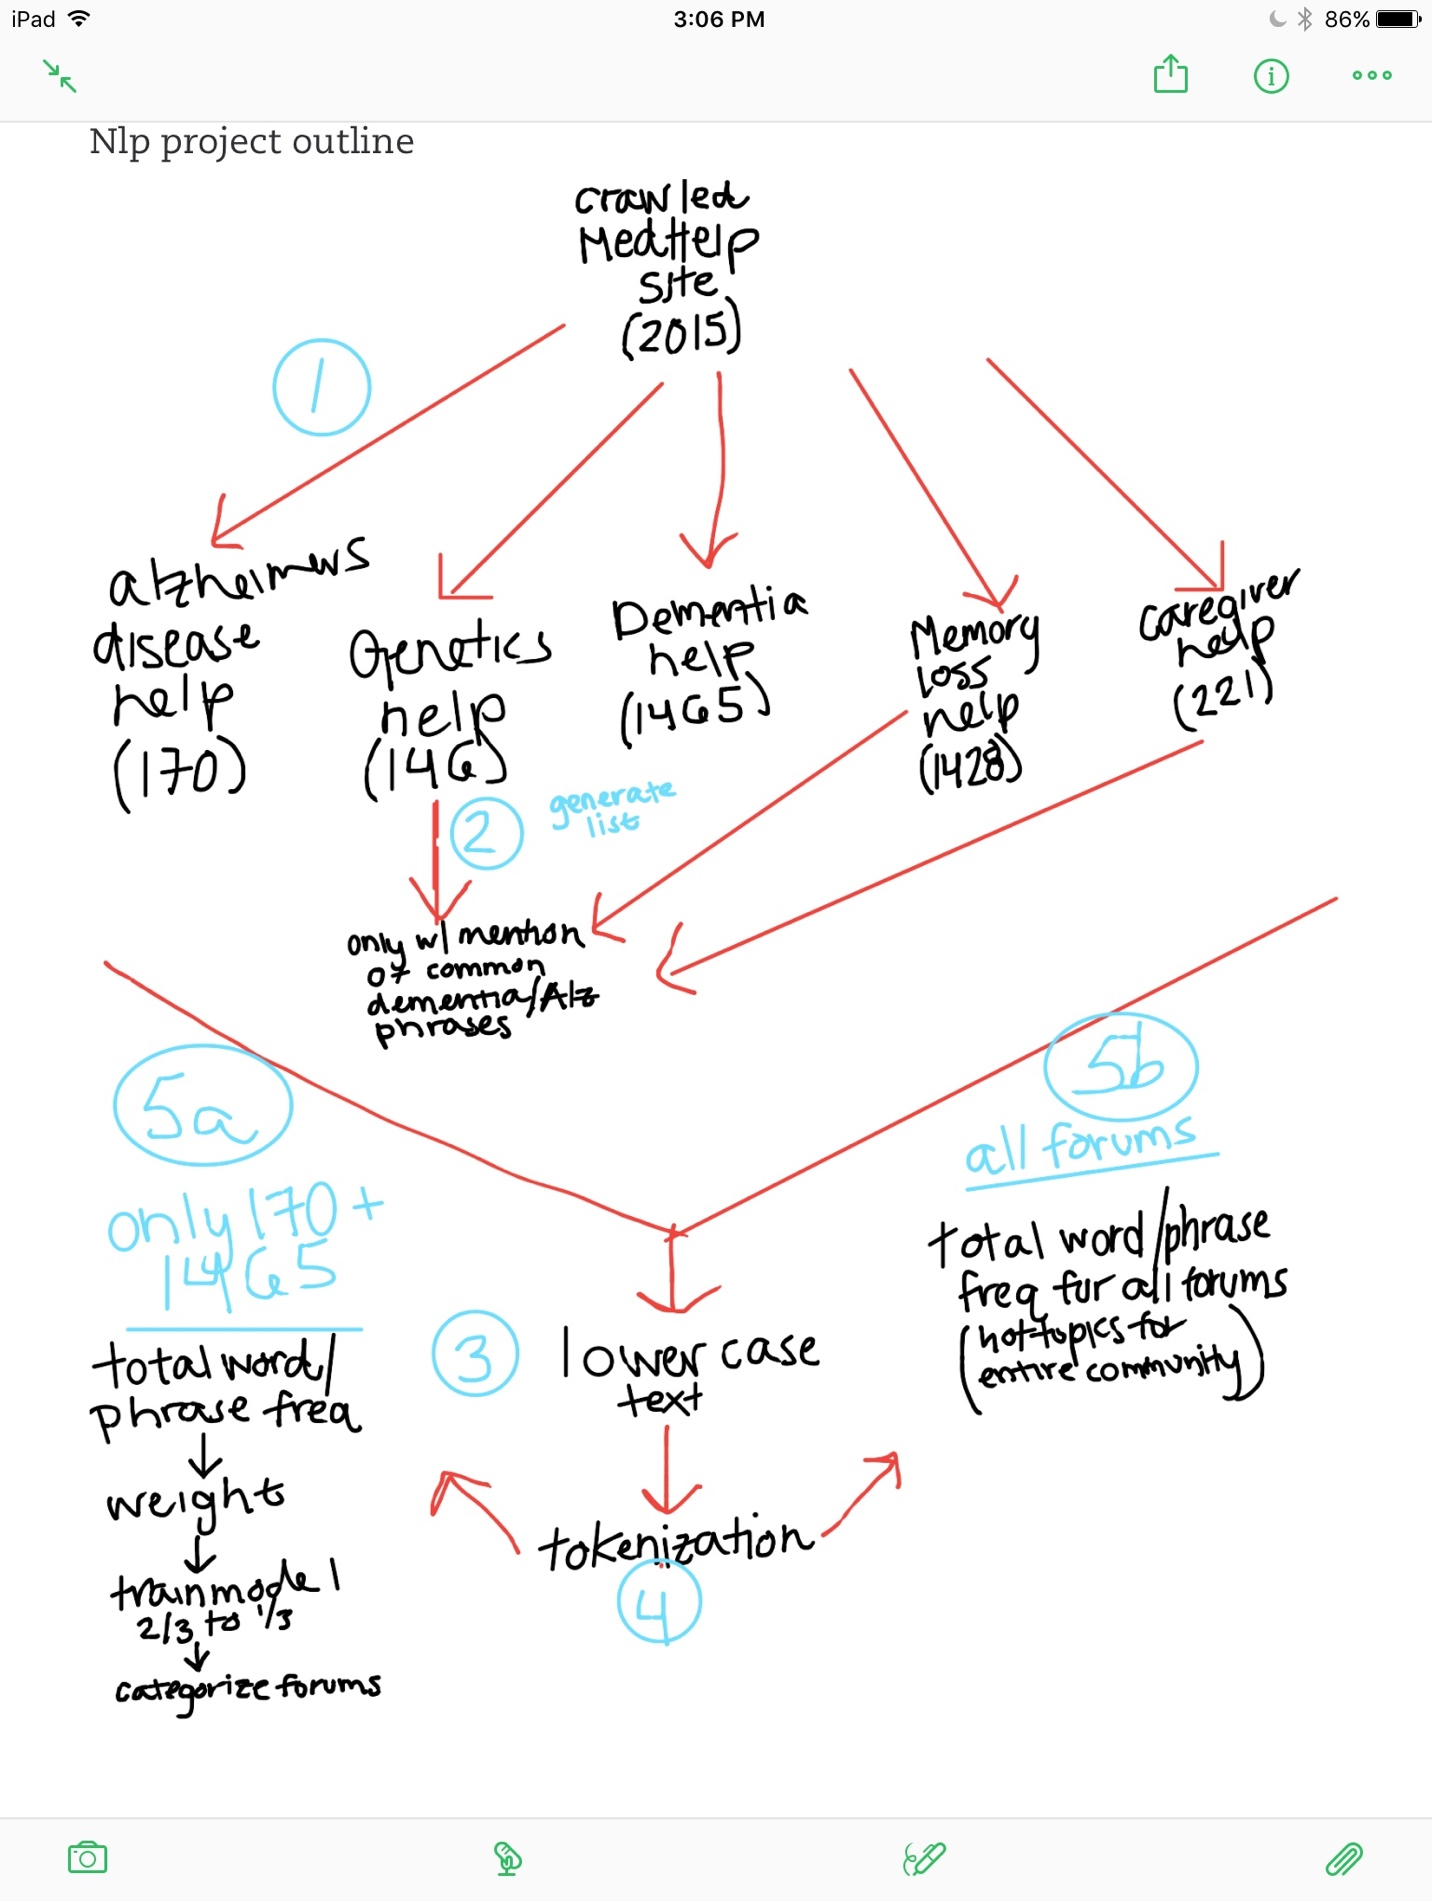 iPad
3:06 PM
86%
Nlp project outline
crawled
MedHelp
site
(2015)
1
alzheimers
disease
help
(170)
Genetics
help
(146)
Dementia
help
(1465)
Memory
loss
help
(1428)
caregiver
help
(221)
2
generate
list
only w/ mention
of common
dementia/Alz
phrases
5a
only 170 +
1465
total word/
phrase freq
weight
train model
2/3 to 1/3
categorize forums
3
lower case
text
tokenization
4
5b
all forums
total word/phrase
freq for all forums
(hot topics for
entire community)